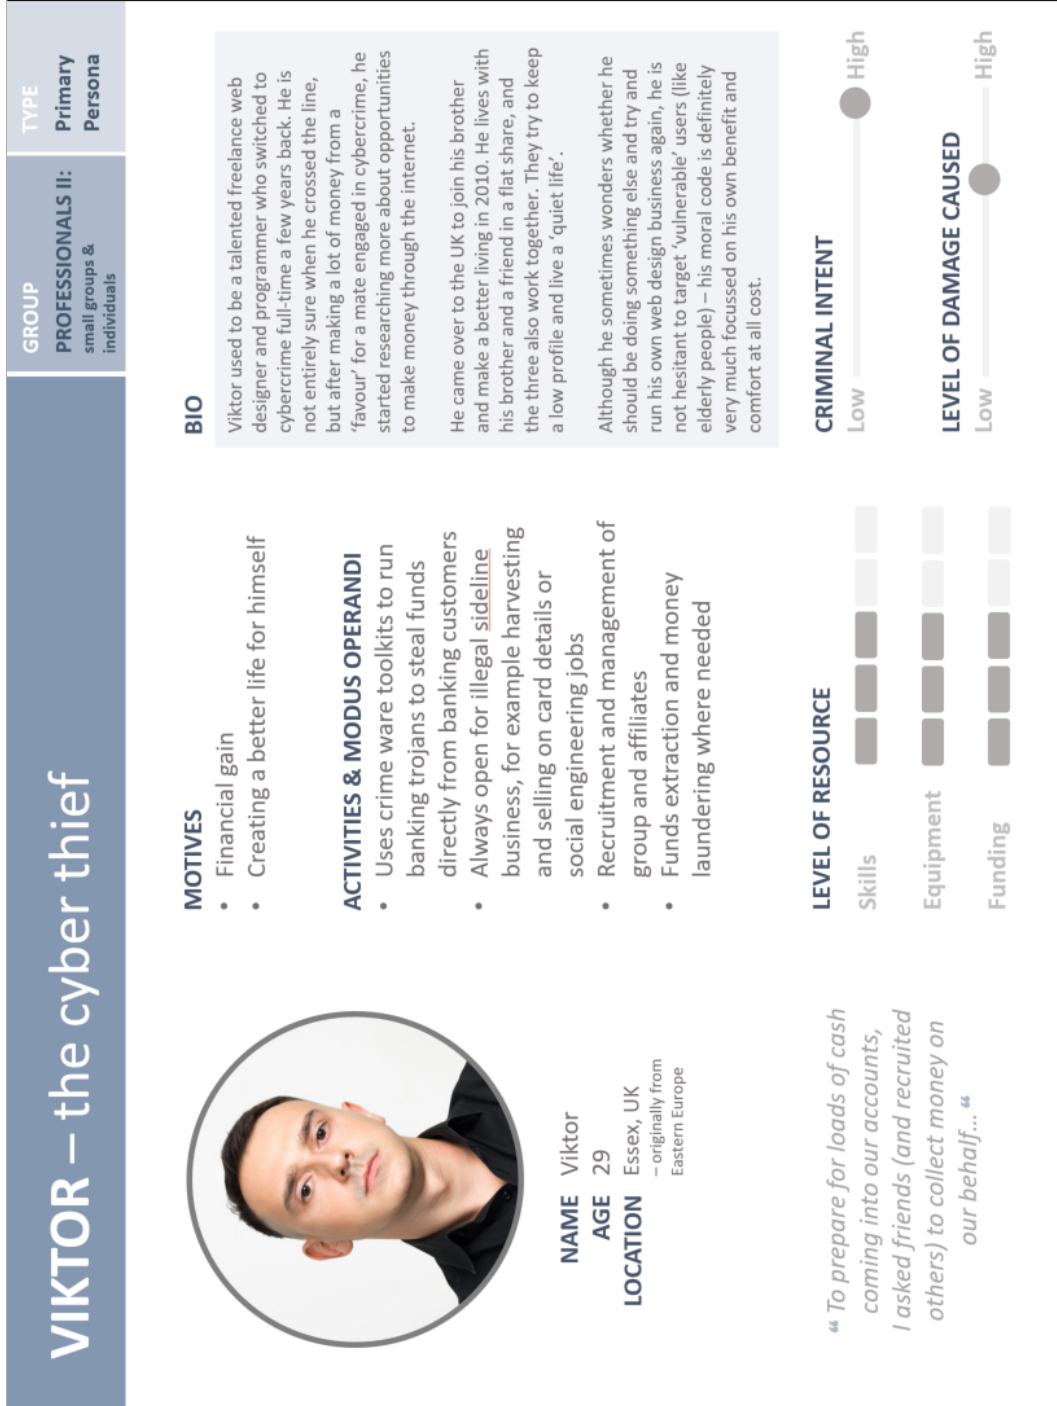 VIKTOR – the cyber thief
GROUP
PROFESSIONALS II:
small groups &
individuals
TYPE
Primary
Persona
NAME Viktor
AGE 29
LOCATION Essex, UK
– originally from
Eastern Europe
“ To prepare for loads of cash
coming into our accounts,
I asked friends (and recruited
others) to collect money on
our behalf... “
MOTIVES
• Financial gain
• Creating a better life for himself
ACTIVITIES & MODUS OPERANDI
• Uses crime ware toolkits to run
banking trojans to steal funds
directly from banking customers
• Always open for illegal sideline
business, for example harvesting
and selling on card details or
social engineering jobs
• Recruitment and management of
group and affiliates
• Funds extraction and money
laundering where needed
LEVEL OF RESOURCE
Skills
Equipment
Funding
BIO
Viktor used to be a talented freelance web
designer and programmer who switched to
cybercrime full-time a few years back. He is
not entirely sure when he crossed the line,
but after making a lot of money from a
‘favour’ for a mate engaged in cybercrime, he
started researching more about opportunities
to make money through the internet.
He came over to the UK to join his brother
and make a better living in 2010. He lives with
his brother and a friend in a flat share, and
the three also work together. They try to keep
a low profile and live a ‘quiet life’.
Although he sometimes wonders whether he
should be doing something else and try and
run his own web design business again, he is
not hesitant to target ‘vulnerable’ users (like
elderly people) – his moral code is definitely
very much focussed on his own benefit and
comfort at all cost.
CRIMINAL INTENT
Low High
LEVEL OF DAMAGE CAUSED
Low High